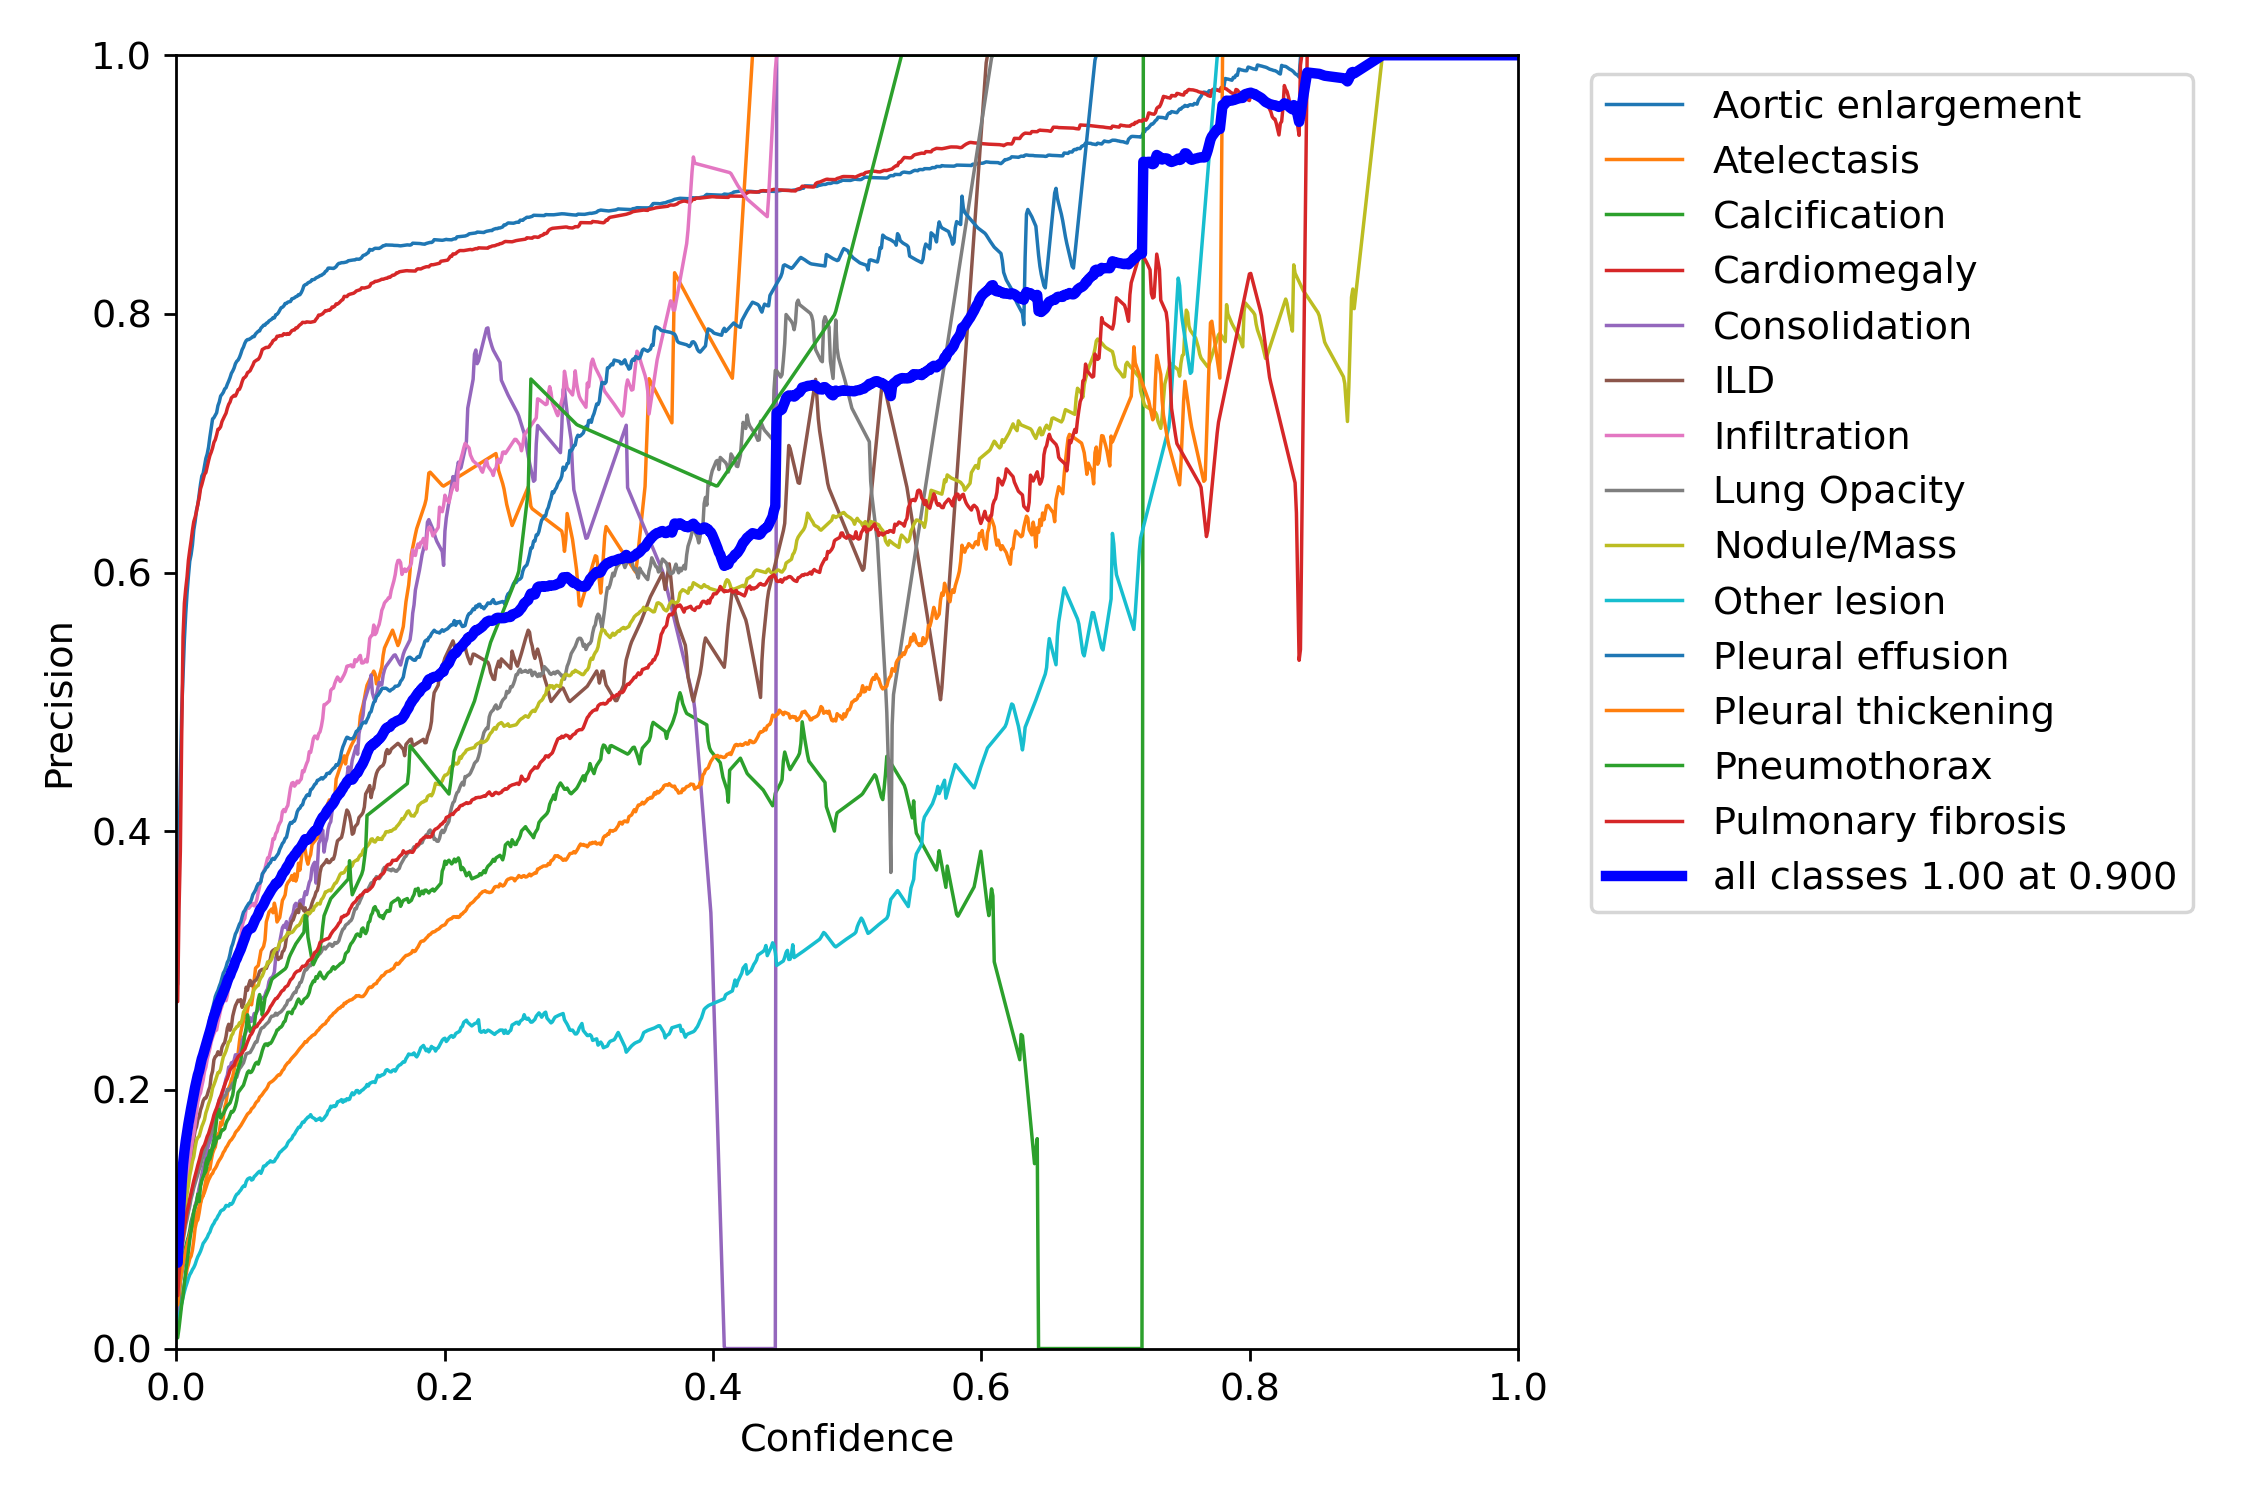 1.0
0.8
0.6
0.4
0.2
0.0
Precision
0.0 0.2 0.4 0.6 0.8 1.0
Confidence
Aortic enlargement
Atelectasis
Calcification
Cardiomegaly
Consolidation
ILD
Infiltration
Lung Opacity
Nodule/Mass
Other lesion
Pleural effusion
Pleural thickening
Pneumothorax
Pulmonary fibrosis
all classes 1.00 at 0.900